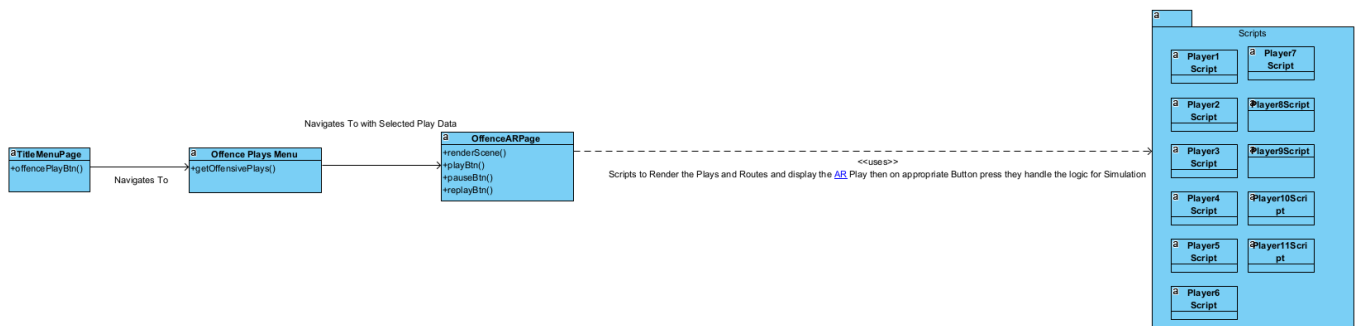 a
TitleMenuPage
+offencePlayBtn()
Navigates To
a
Offence Plays Menu
+getOffensivePlays()
Navigates To with Selected Play Data
a
OffenceARPage
+renderScene()
+playBtn()
+pauseBtn()
+replayBtn()
<<uses>>
Scripts to Render the Plays and Routes and display the AR Play then on appropriate Button press they handle the logic for Simulation
a
Scripts
a
Player1
Script
a
Player7
Script
a
Player2
Script
a
Player8Script
a
Player3
Script
a
Player9Script
a
Player4
Script
a
Player10Scri
pt
a
Player5
Script
a
Player11Scri
pt
a
Player6
Script